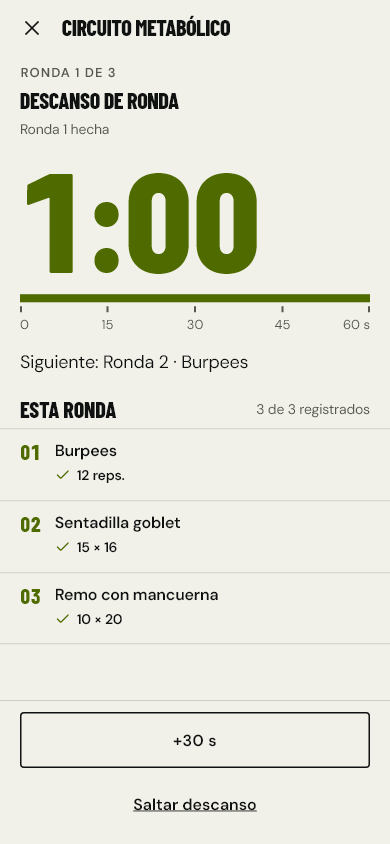 CIRCUITO METABÓLICO
RONDA 1 DE 3
DESCANSO DE RONDA
Ronda 1 hecha
1:00
0 15 30 45 60 s
Siguiente: Ronda 2 · Burpees
ESTA RONDA 3 de 3 registrados
01 Burpees
12 reps.
02 Sentadilla goblet
15 × 16
03 Remo con mancuerna
10 × 20
+30 s
Saltar descanso